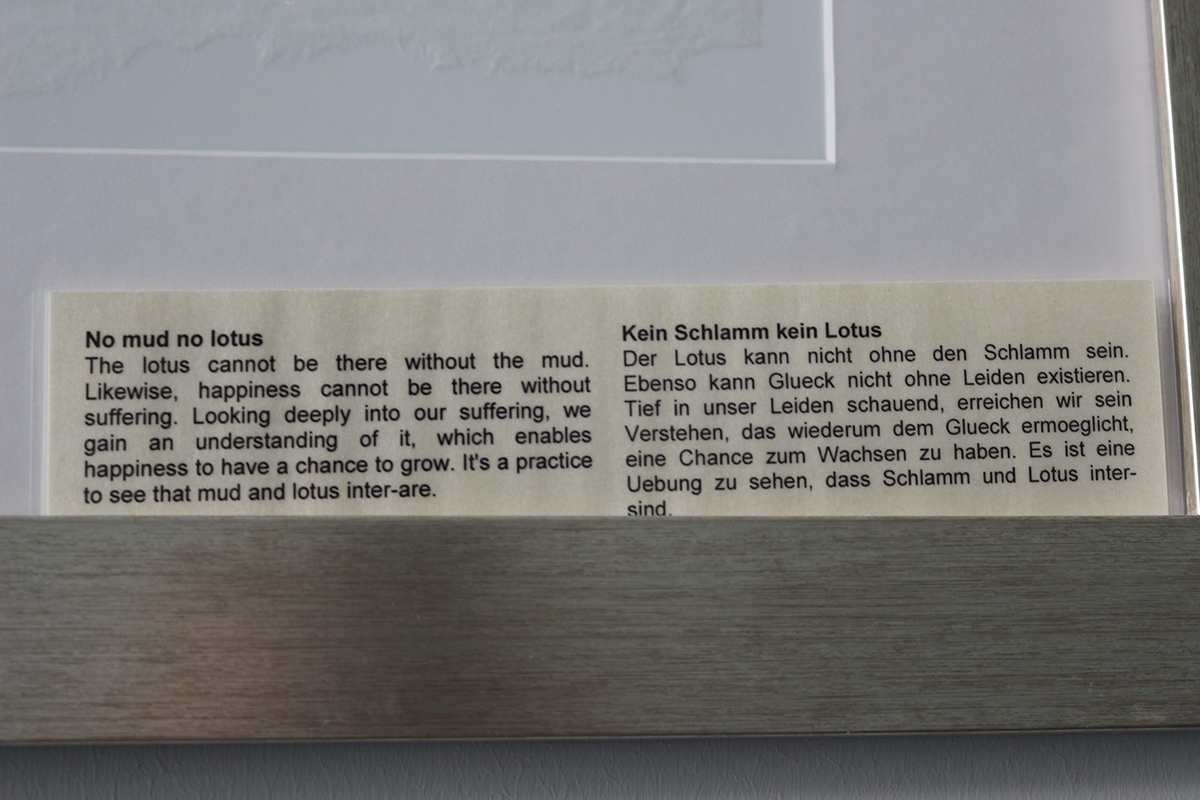 No mud no lotus
The lotus cannot be there without the mud.
Likewise, happiness cannot be there without
suffering. Looking deeply into our suffering, we
gain an understanding of it, which enables
happiness to have a chance to grow. It's a practice
to see that mud and lotus inter-are.
Kein Schlamm kein Lotus
Der Lotus kann nicht ohne den Schlamm sein.
Ebenso kann Glueck nicht ohne Leiden existieren.
Tief in unser Leiden schauend, erreichen wir sein
Verstehen, das wiederum dem Glueck ermoeglicht,
eine Chance zum Wachsen zu haben. Es ist eine
Uebung zu sehen, dass Schlamm und Lotus inter-
sind.